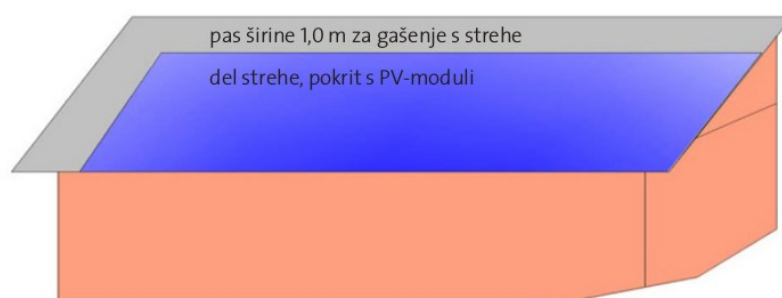 pas širine 1,0 m za gašenje s strehe
del strehe, pokrit s PV-moduli